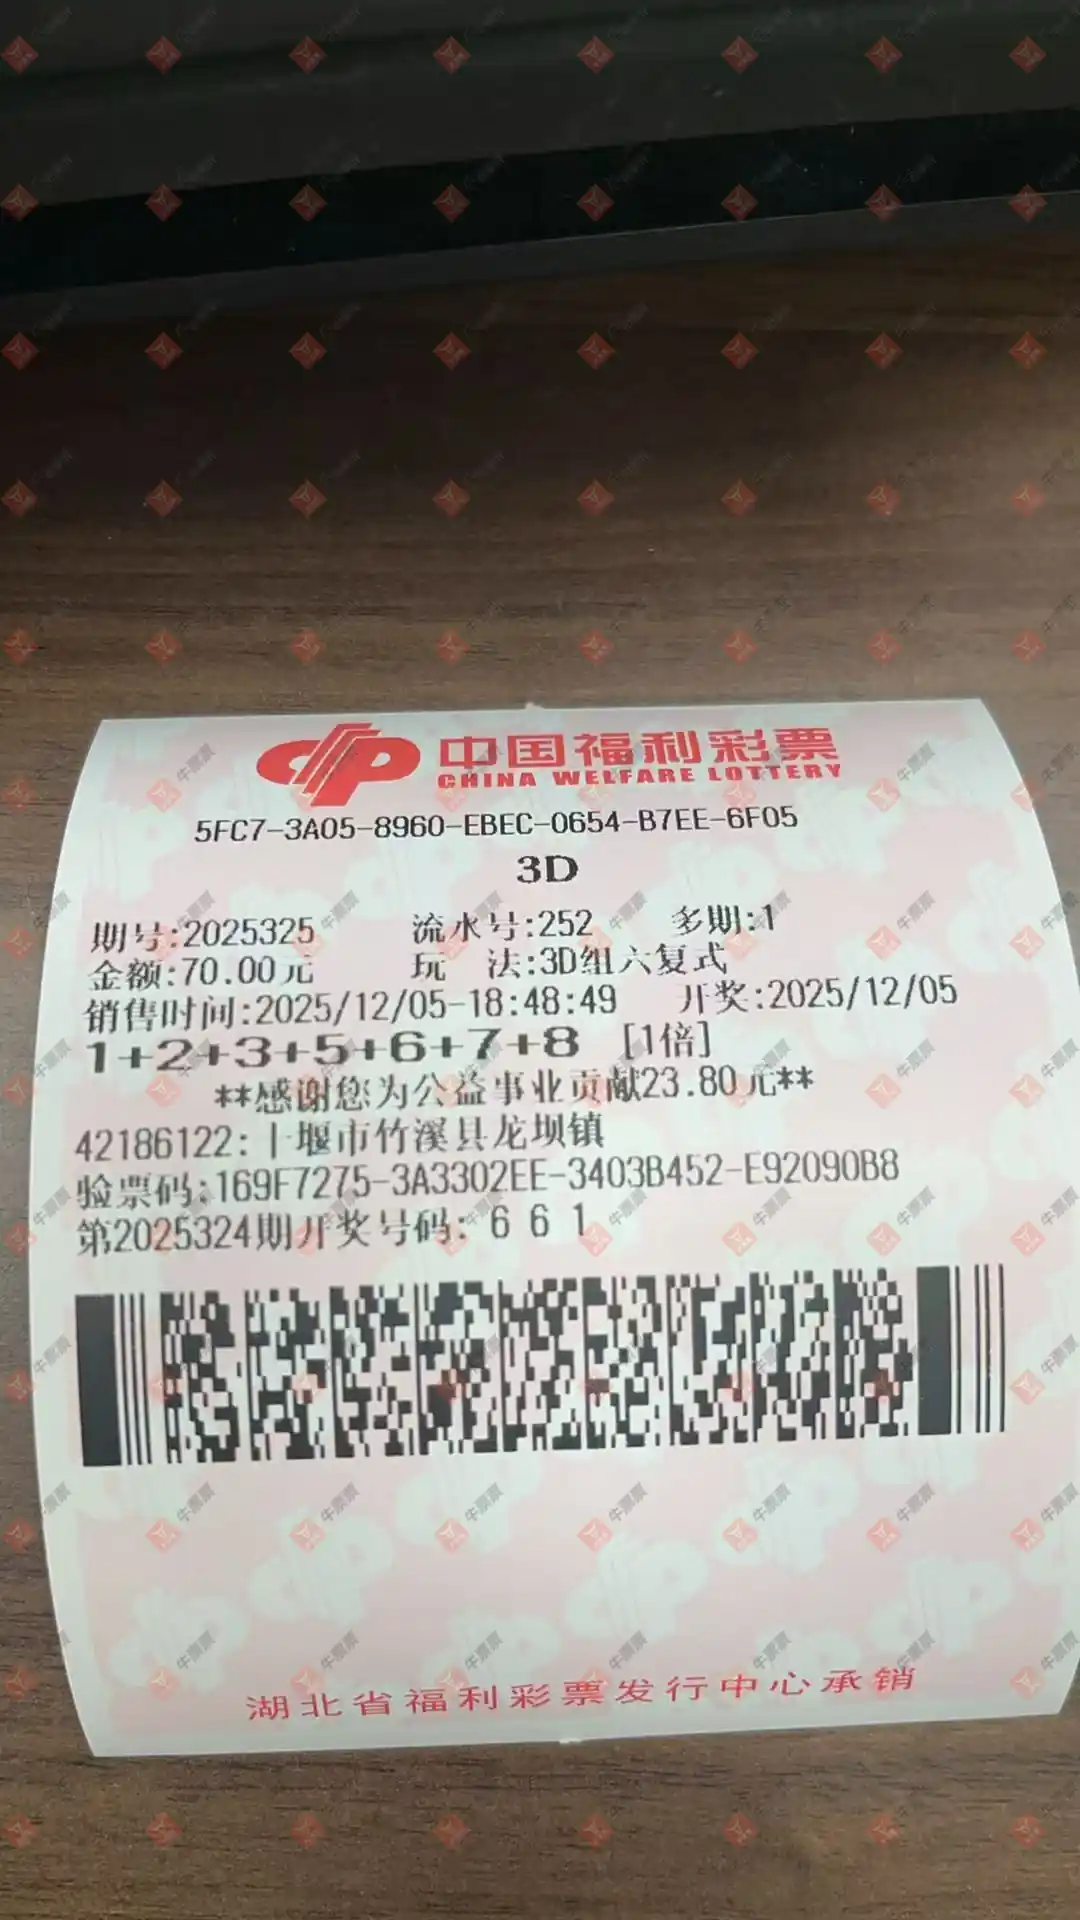 中国福利彩票
CHINA WELFARE LOTTERY
5FC7-3A05-8960-EBEC-0654-B7EE-6F05
3D
期号:2025325 流水号:252 多期:1
金额:70.00元 玩 法:3D组六复式
销售时间:2025/12/05-18:48:49 开奖:2025/12/05
1+2+3+5+6+7+8 [1倍]
**感谢您为公益事业贡献23.80元**
42186122:十堰市竹溪县龙坝镇
验票码:169F7275-3A3302EE-3403B452-E92090B8
第2025324期开奖号码: 6 6 1
湖北省福利彩票发行中心承销
牛票票